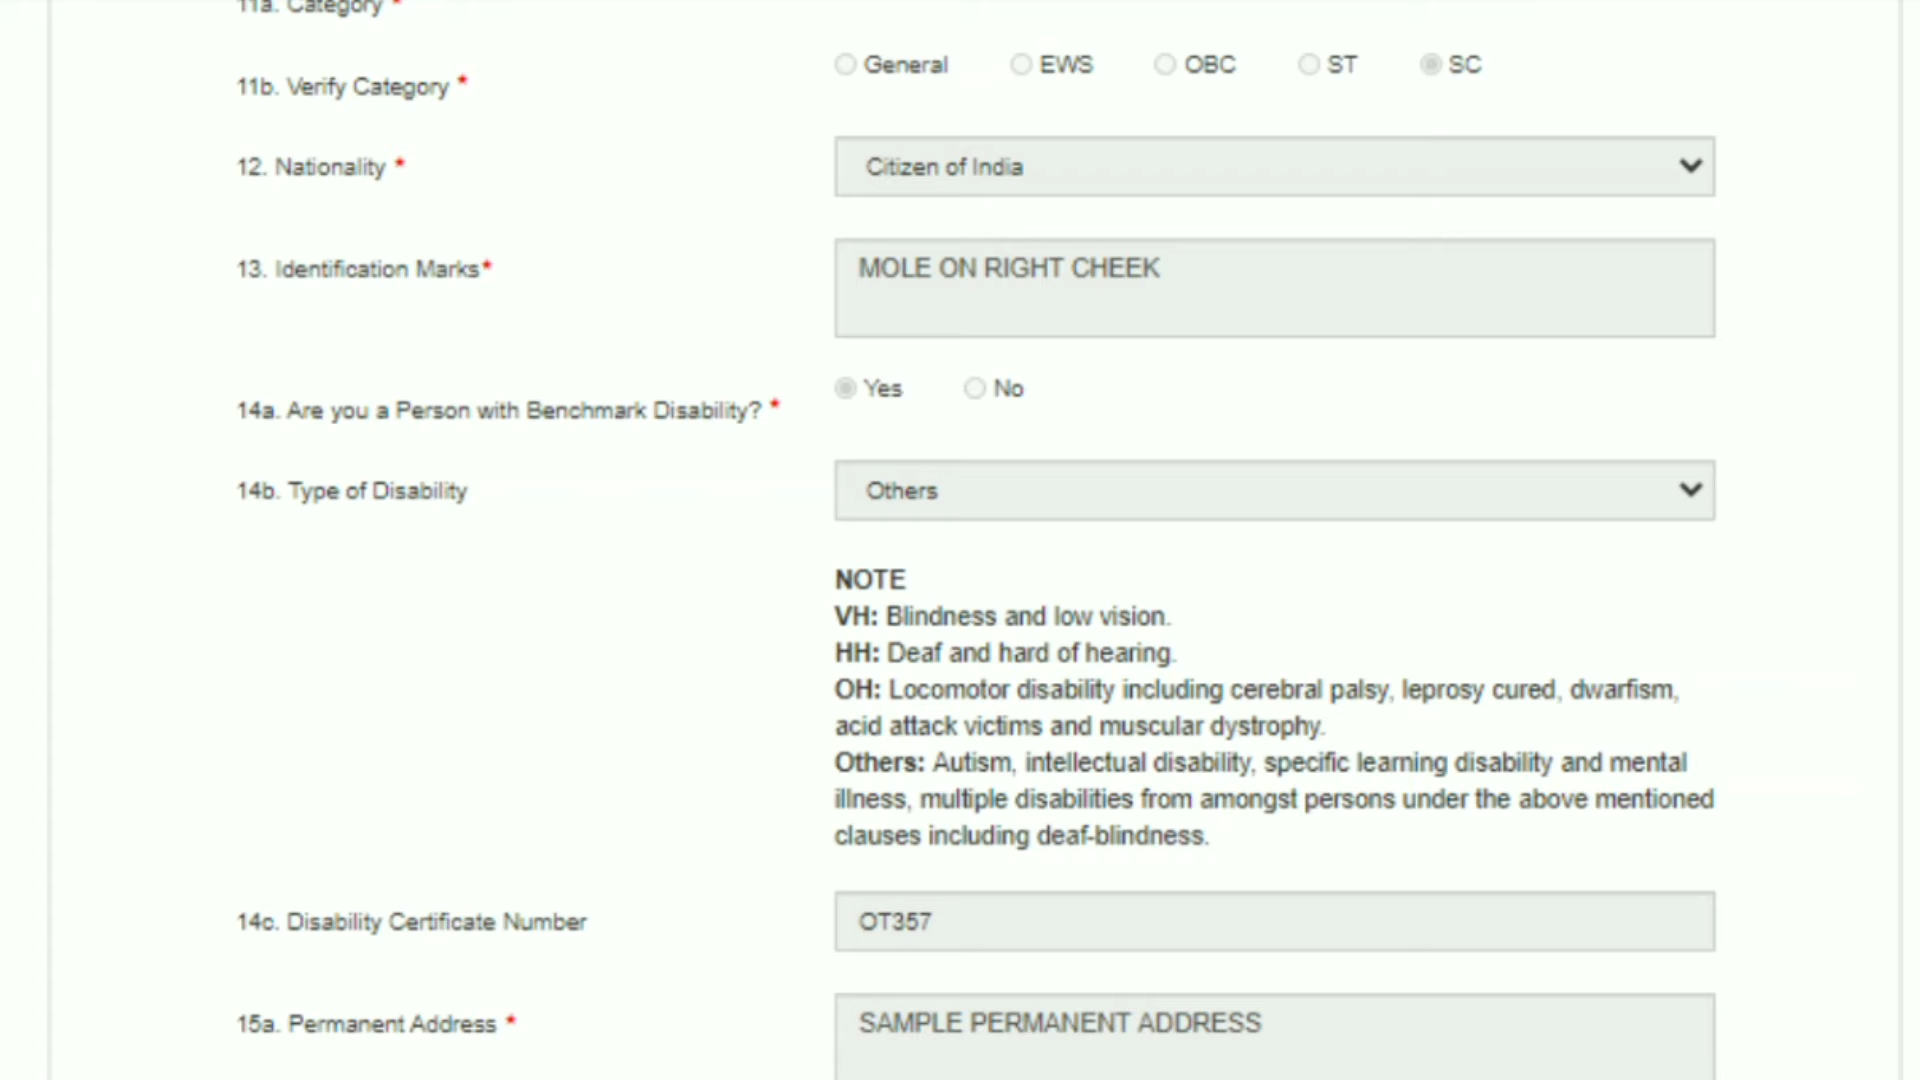 11a. Category *
General EWS OBC ST SC
11b. Verify Category *
12. Nationality * Citizen of India
13. Identification Marks* MOLE ON RIGHT CHEEK
Yes No
14a. Are you a Person with Benchmark Disability? *
14b. Type of Disability Others
NOTE
VH: Blindness and low vision.
HH: Deaf and hard of hearing.
OH: Locomotor disability including cerebral palsy, leprosy cured, dwarfism,
acid attack victims and muscular dystrophy.
Others: Autism, intellectual disability, specific learning disability and mental
illness, multiple disabilities from amongst persons under the above mentioned
clauses including deaf-blindness.
14c. Disability Certificate Number OT357
15a. Permanent Address * SAMPLE PERMANENT ADDRESS